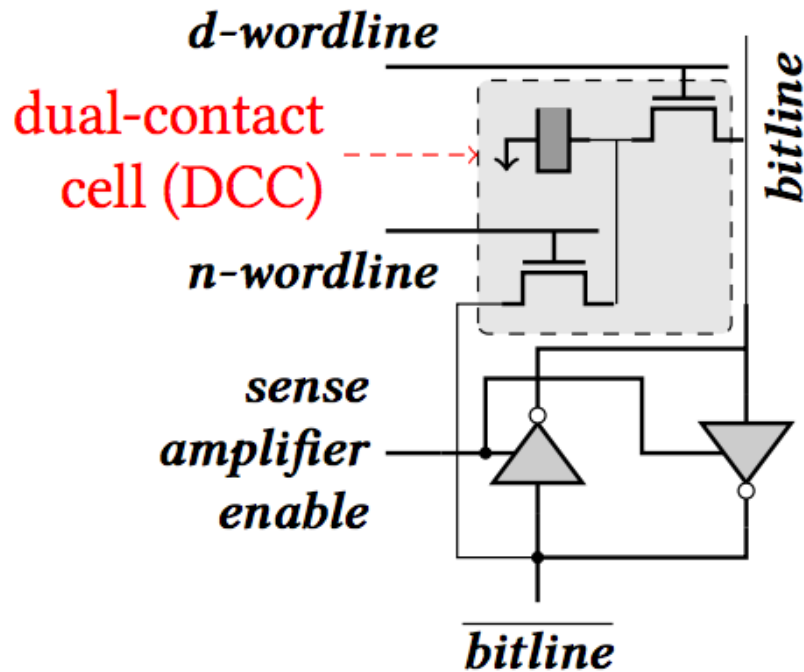 d-wordline
dual-contact
cell (DCC)
bitline
n-wordline
sense
amplifier
enable
bitline